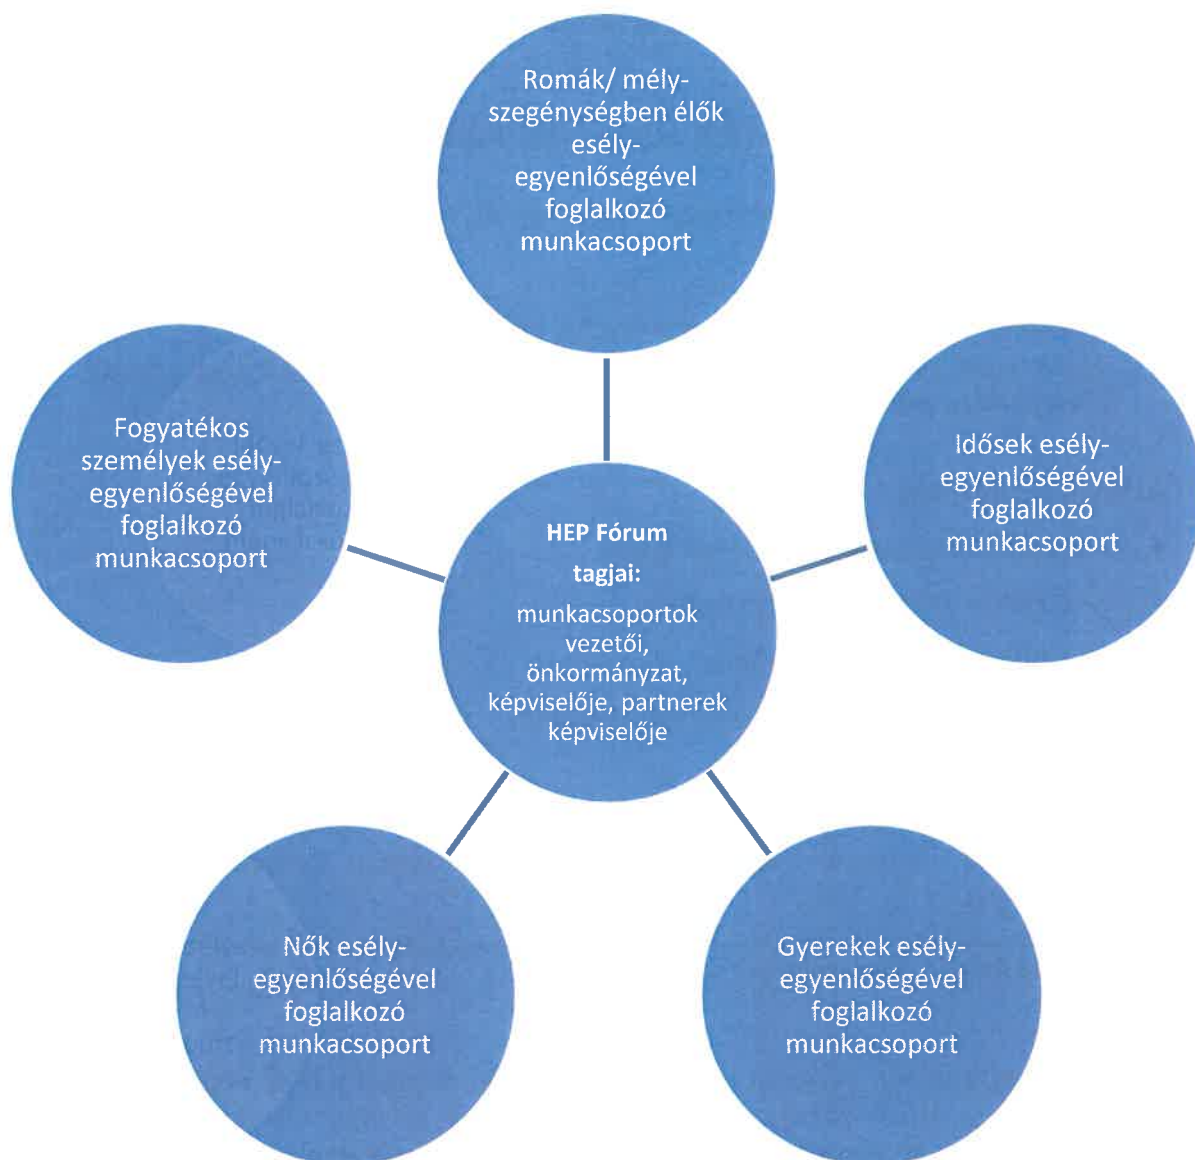 Romák/ mély-
szegénységben élők
esély-
egyenlőségével
foglalkozó
munkacsoport
Fogyatékos
személyek esély-
egyenlőségével
foglalkozó
munkacsoport
Idősek esély-
egyenlőségével
foglalkozó
munkacsoport
HEP Fórum
tagjai:
munkacsoportok
vezetői,
önkormányzat,
képviselője, partnerek
képviselője
Nők esély-
egyenlőségével
foglalkozó
munkacsoport
Gyerekek esély-
egyenlőségével
foglalkozó
munkacsoport